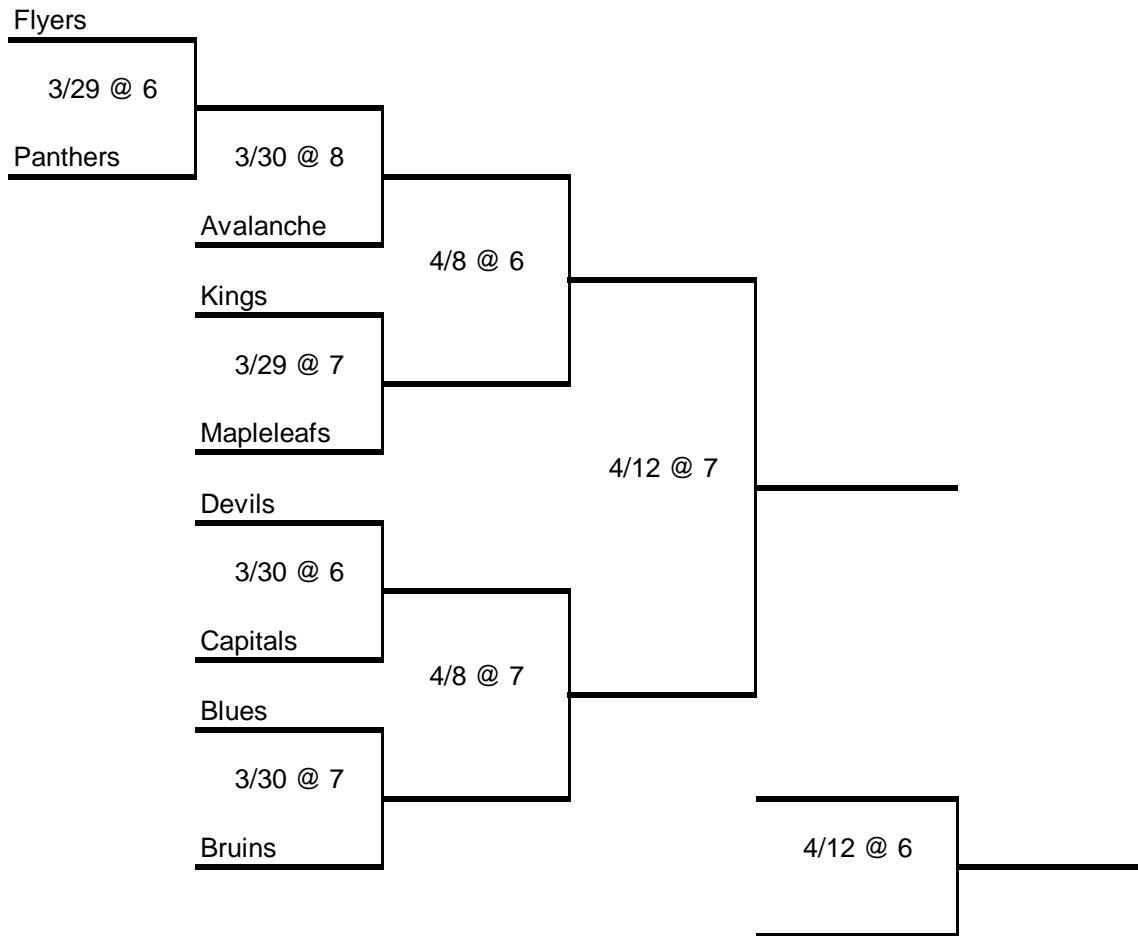 Flyers
3/29 @ 6
Panthers
3/30 @ 8
Avalanche
4/8 @ 6
Kings
3/29 @ 7
Mapleleafs
4/12 @ 7
Devils
3/30 @ 6
Capitals
4/8 @ 7
Blues
3/30 @ 7
Bruins
4/12 @ 6